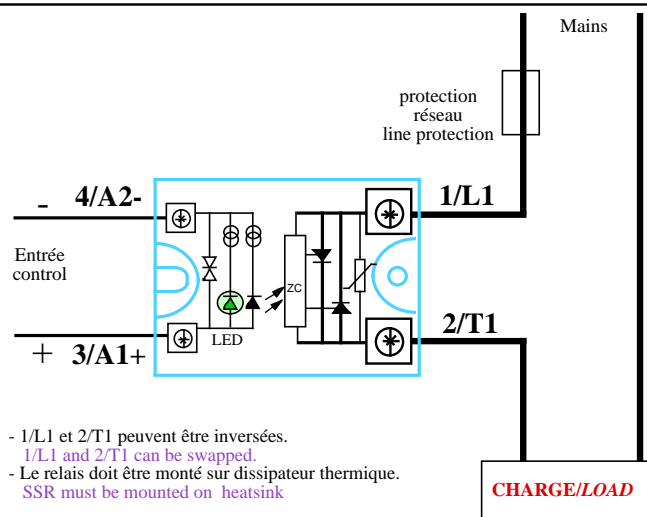 Mains
protection
réseau
line protection
- 4/A2-
1/L1
Entrée
control
ZC
LED
2/T1
+ 3/A1+
- 1/L1 et 2/T1 peuvent être inversées.
1/L1 and 2/T1 can be swapped.
- Le relais doit être monté sur dissipateur thermique.
SSR must be mounted on heatsink
CHARGE/LOAD